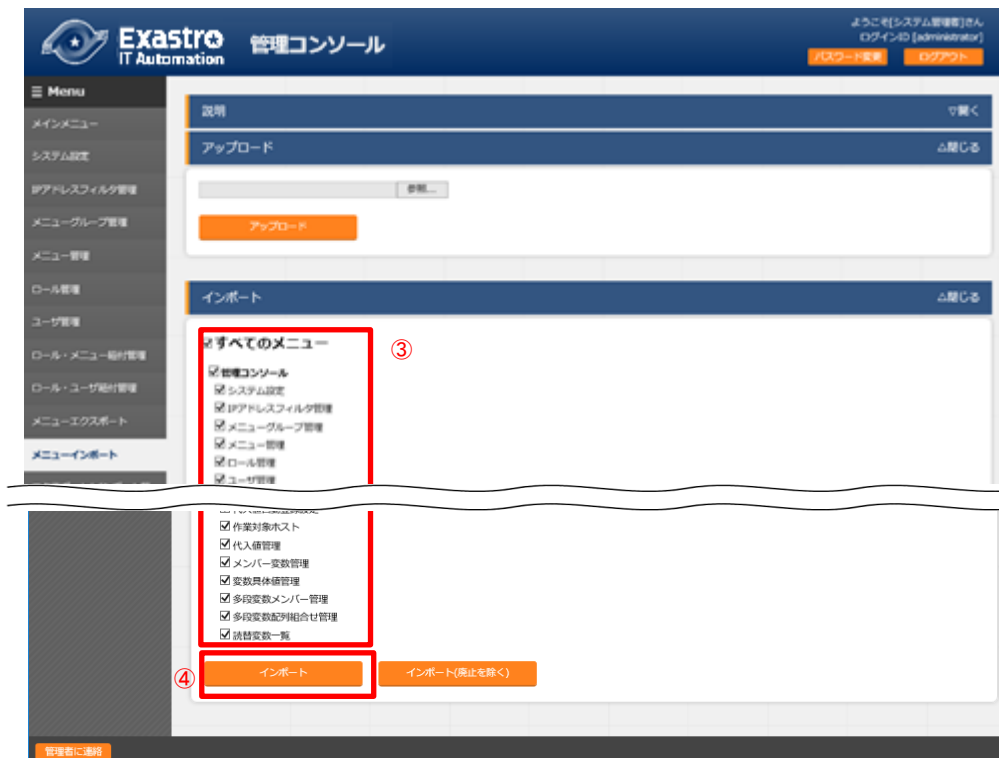 Exastro
IT Automation
管理コンソール
ようこそ[システム管理者]さん
ログインID [administrator]
パスワード変更
ログアウト
☰ Menu
メインメニュー
システム設定
IPアドレスフィルタ管理
メニューグループ管理
メニュー管理
ロール管理
ユーザ管理
ロール・メニュー紐付管理
ロール・ユーザ紐付管理
メニューエクスポート
メニューインポート
説明
▽開く
アップロード
△閉じる
参照...
アップロード
インポート
△閉じる
すべてのメニュー
③
管理コンソール
システム設定
IPアドレスフィルタ管理
メニューグループ管理
メニュー管理
ロール管理
ユーザ管理
作業対象ホスト
代入値管理
メンバー変数管理
変数具体値管理
多段変数メンバー管理
多段変数配列組合せ管理
読替変数一覧
④
インポート
インポート(廃止を除く)
管理者に連絡